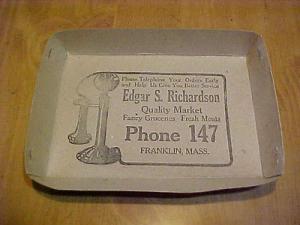 Please Telephone Your Orders Early
and Help Us Give You Better Service
Edgar S. Richardson
Quality Market
Fancy Groceries Fresh Meats
Phone 147
FRANKLIN, MASS.